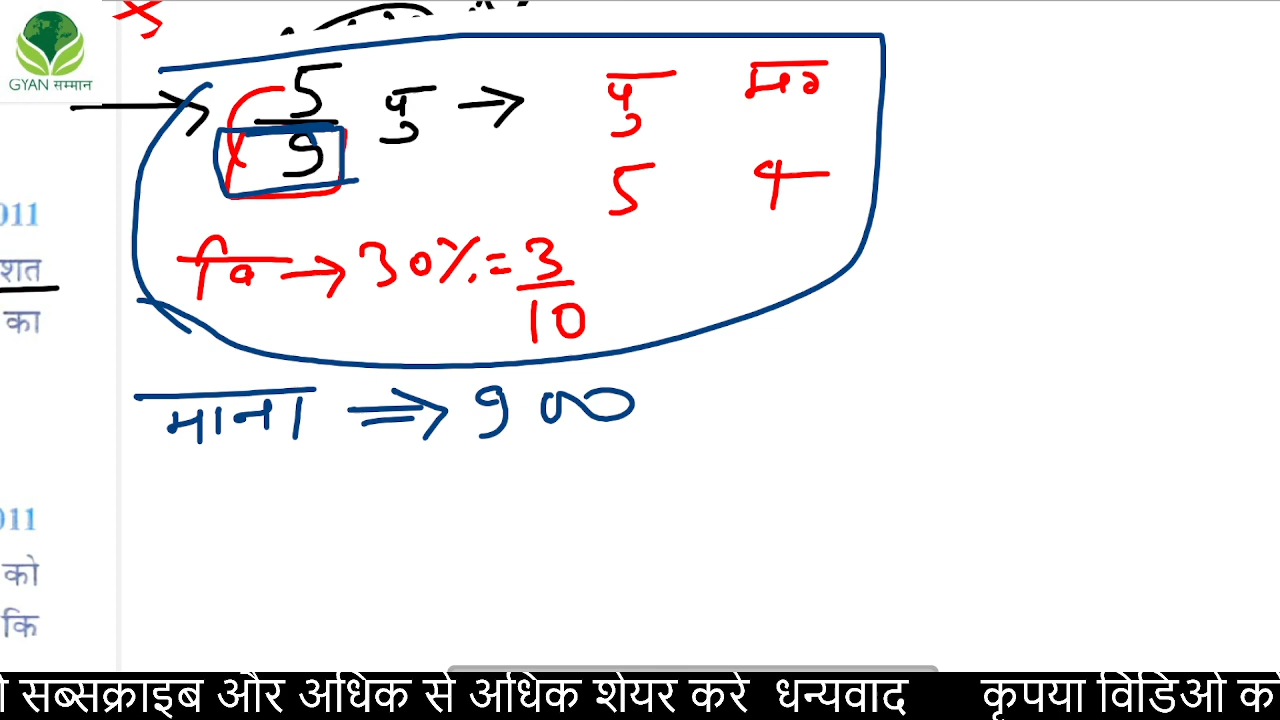 GYAN सम्मान
5/9 पु → पु म०
5 4
वि → 30% = 3/10
माना ⇒ 900
011
शत
का
011
को
कि
सब्सक्राइब और अधिक से अधिक शेयर करे धन्यवाद कृपया विडिओ क